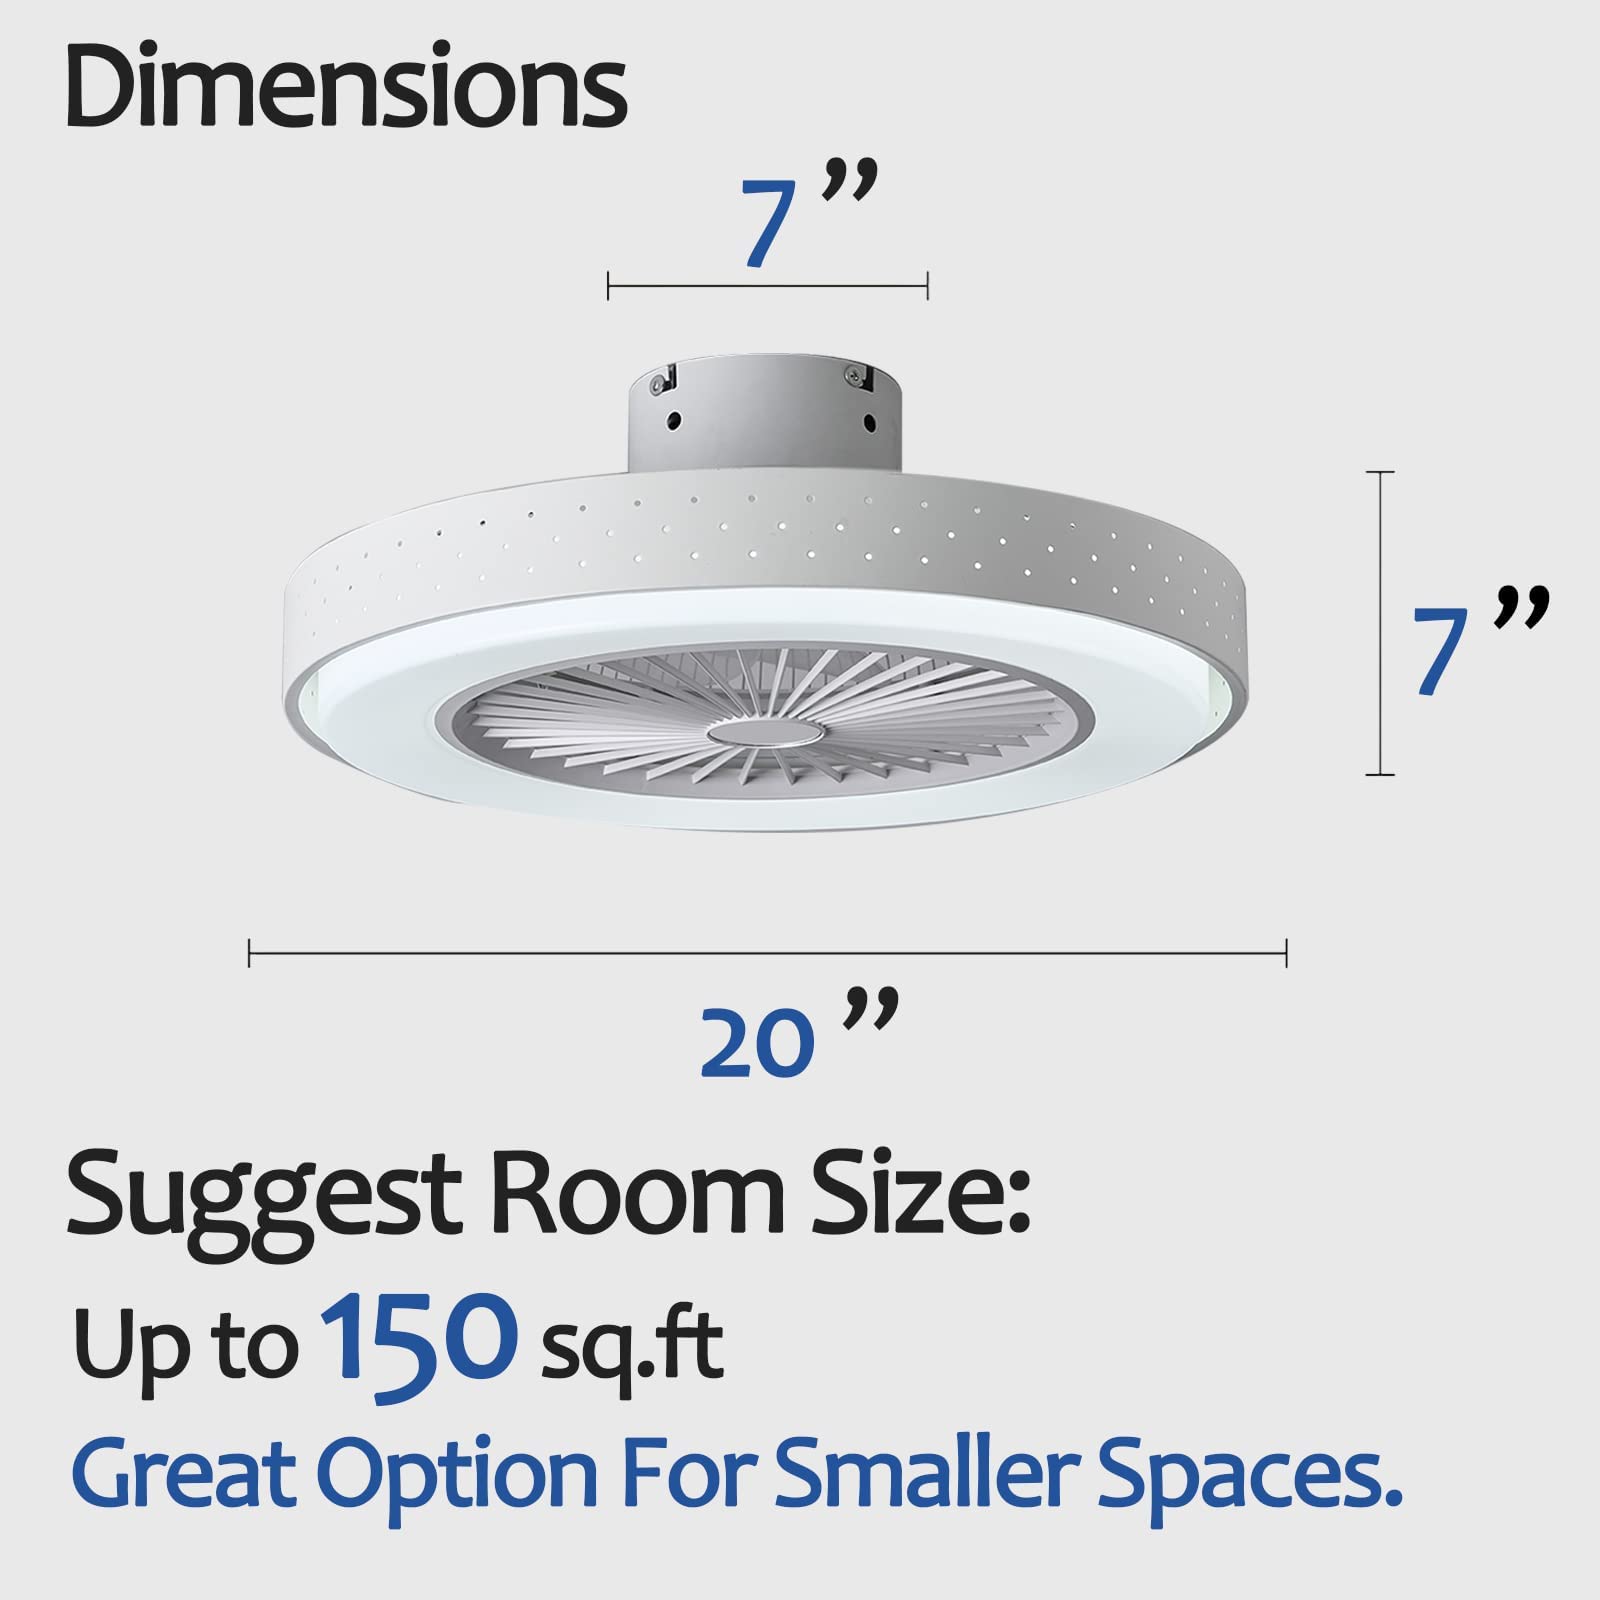 Dimensions
7”
7”
20”
Suggest Room Size:
Up to 150 sq.ft
Great Option For Smaller Spaces.